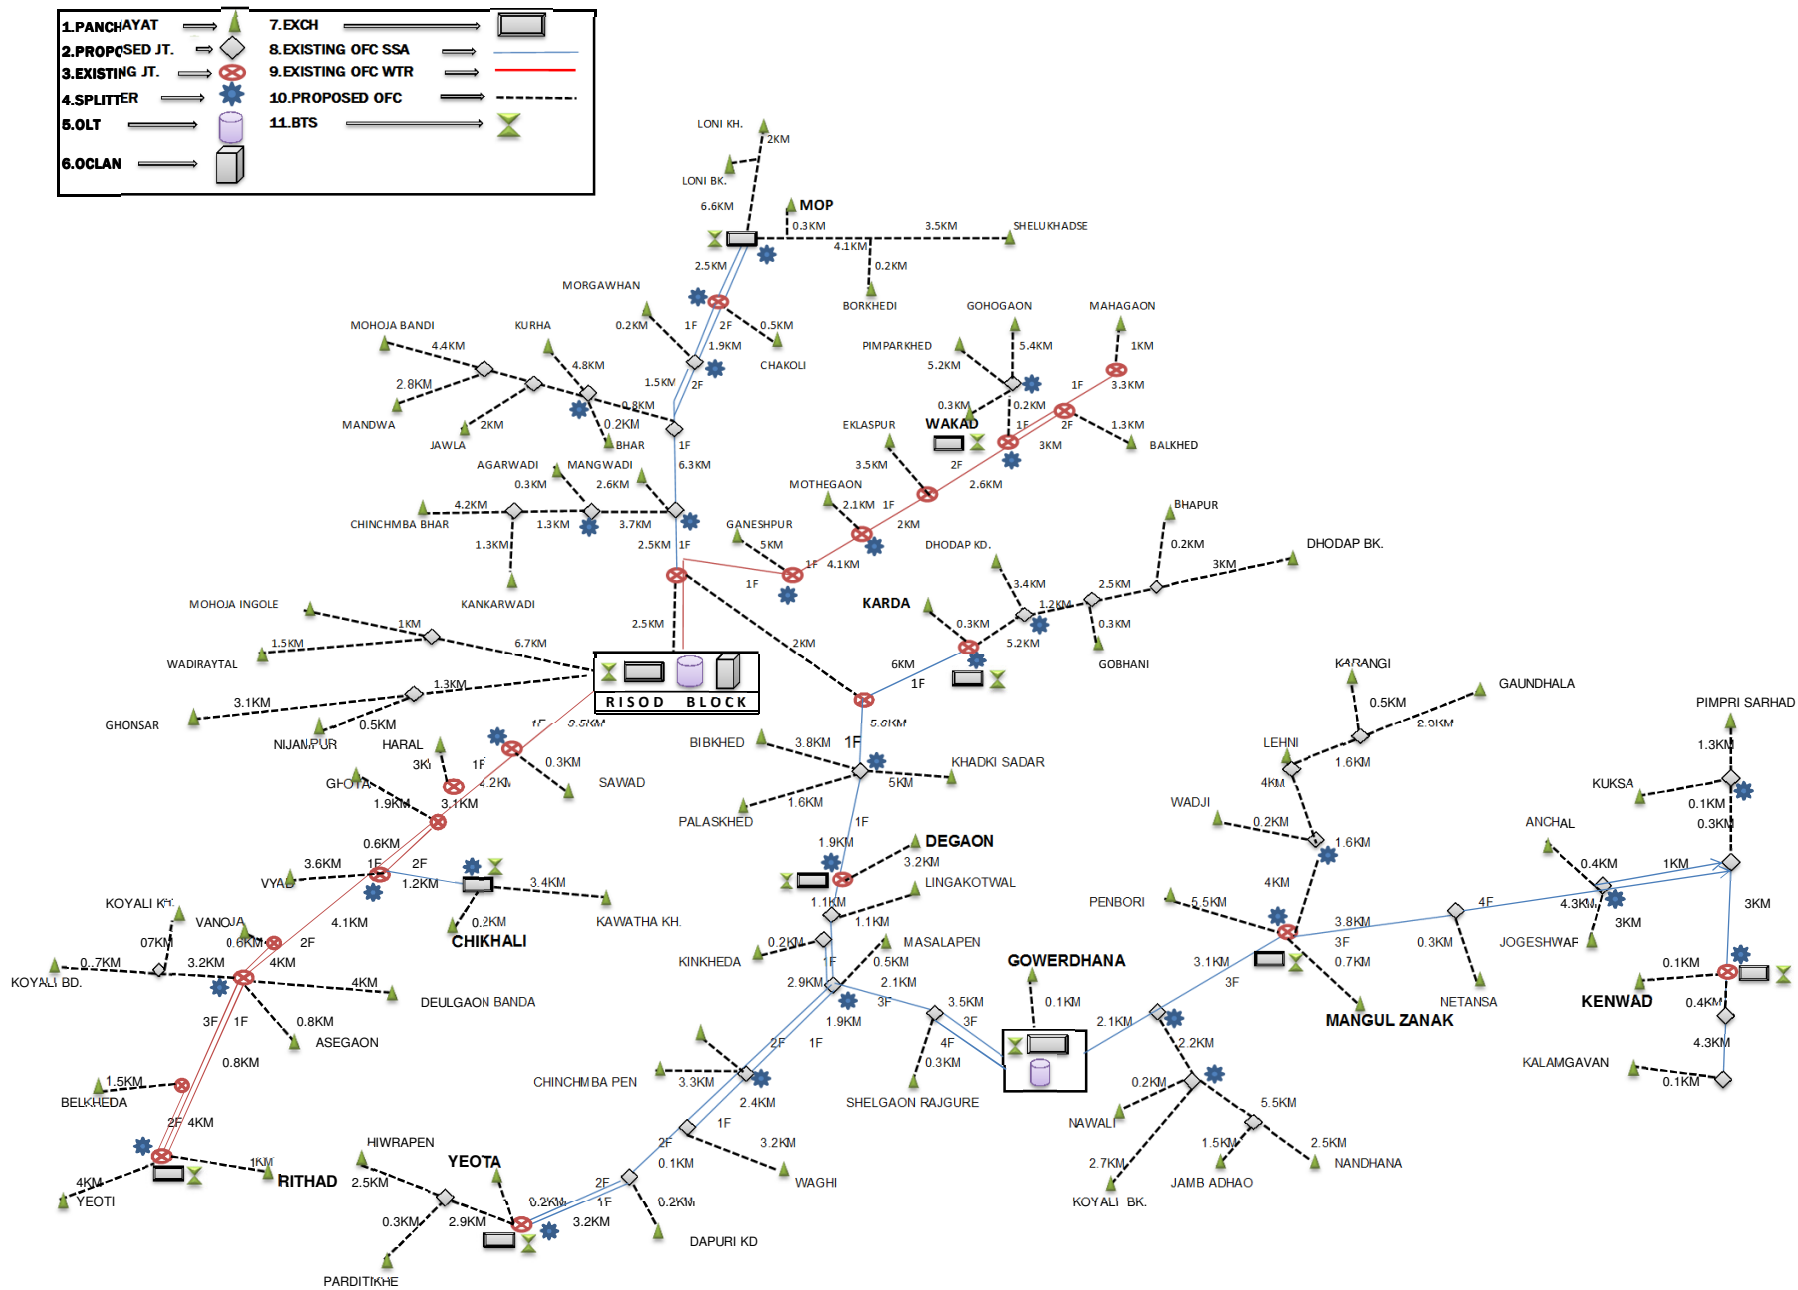 1.PANCHAYAT
7.EXCH
2.PROPOSED JT.
8.EXISTING OFC SSA
3.EXISTING JT.
9.EXISTING OFC WTR
4.SPLITTER
10.PROPOSED OFC
5.OLT
11.BTS
6.OCLAN
LONI KH.
2KM
LONI BK.
6.6KM
MOP
0.3KM
3.5KM
SHELUKHADSE
4.1KM
2.5KM
0.2KM
BORKHEDI
MORGAWHAN
0.2KM
1F
2F
0.5KM
1.9KM
CHAKOLI
GOHOGAON
MAHAGAON
MOHOJA BANDI
4.4KM
KURHA
4.8KM
PIMPARKHED
5.2KM
5.4KM
1KM
2.8KM
1.5KM
2F
1F
3.3KM
MANDWA
JAWLA
2KM
0.8KM
0.2KM
BHAR
1F
6.3KM
0.3KM
0.2KM
WAKAD
1F
2F
3KM
1.3KM
BALKHED
EKLASPUR
3.5KM
2F
2.6KM
AGARWADI
MANGWADI
0.3KM
2.6KM
MOTHEGAON
2.1KM
1F
2KM
CHINCHMBA BHAR
4.2KM
1.3KM
3.7KM
1.3KM
2.5KM
1F
KANKARWADI
GANESHPUR
5KM
1F
1F
4.1KM
DHODAP KD.
3.4KM
BHAPUR
0.2KM
DHODAP BK.
3KM
2.5KM
1.2KM
0.3KM
GOBHANI
KARDA
0.3KM
5.2KM
6KM
1F
MOHOJA INGOLE
1KM
1.5KM
6.7KM
WADIRAYTAL
2.5KM
2KM
RISOD BLOCK
1.3KM
3.1KM
0.5KM
GHONSAR
NIJAMPUR
HARAL
3KM
1F
SAWAD
0.3KM
GHOTA
1.9KM
3.1KM
0.6KM
3.6KM
1F
2F
1.2KM
VYAD
3.4KM
0.2KM
KAWATHA KH.
CHIKHALI
4.1KM
KOYALI KH.
VANOJA
0.6KM
2F
4KM
07KM
3.2KM
0..7KM
KOYALI BD.
4KM
DEULGAON BANDA
0.8KM
ASEGAON
3F
1F
0.8KM
1.5KM
BELKHEDA
2F
4KM
1KM
RITHAD
4KM
YEOTI
BIBKHED
3.8KM
1F
KHADKI SADAR
5KM
1.6KM
PALASKHED
1F
1.9KM
DEGAON
3.2KM
LINGAKOTWAL
1.1KM
1.1KM
0.2KM
KINKHEDA
1F
MASALAPEN
0.5KM
2.9KM
2.1KM
3F
1.9KM
3.5KM
3F
4F
0.3KM
SHELGAON RAJGURE
GOWERDHANA
0.1KM
2F
1F
CHINCHMBA PEN
3.3KM
2.4KM
1F
2F
3.2KM
0.1KM
WAGHI
2F
1F
0.2KM
0.2KM
3.2KM
DAPURI KD
YEOTA
HIWRAPEN
2.5KM
0.3KM
2.9KM
PARDITIKHE
KARANGI
GAUNDHALA
0.5KM
2.9KM
LEHNI
1.6KM
4KM
WADJI
0.2KM
1.6KM
4KM
PENBORI
5.5KM
3.8KM
3F
0.7KM
MANGUL ZANAK
3.1KM
3F
2.1KM
2.2KM
0.2KM
NAWALI
5.5KM
1.5KM
2.5KM
NANDHANA
2.7KM
JAMB ADHAO
KOYALI BK.
PIMPRI SARHAD
1.3KM
KUKSA
0.1KM
0.3KM
ANCHAL
0.4KM
1KM
4F
4.3KM
3KM
3KM
JOGESHWAR
0.3KM
NETANSA
0.1KM
KENWAD
0.4KM
4.3KM
KALAMGAVAN
0.1KM